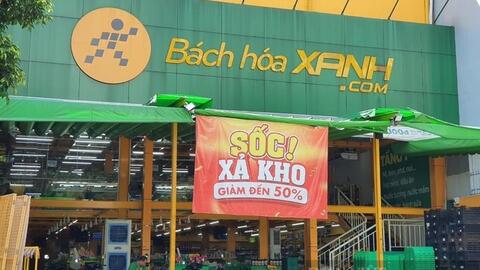 Bách hóa XANH
.COM
SỐC!
XẢ KHO
GIẢM ĐẾN 50%